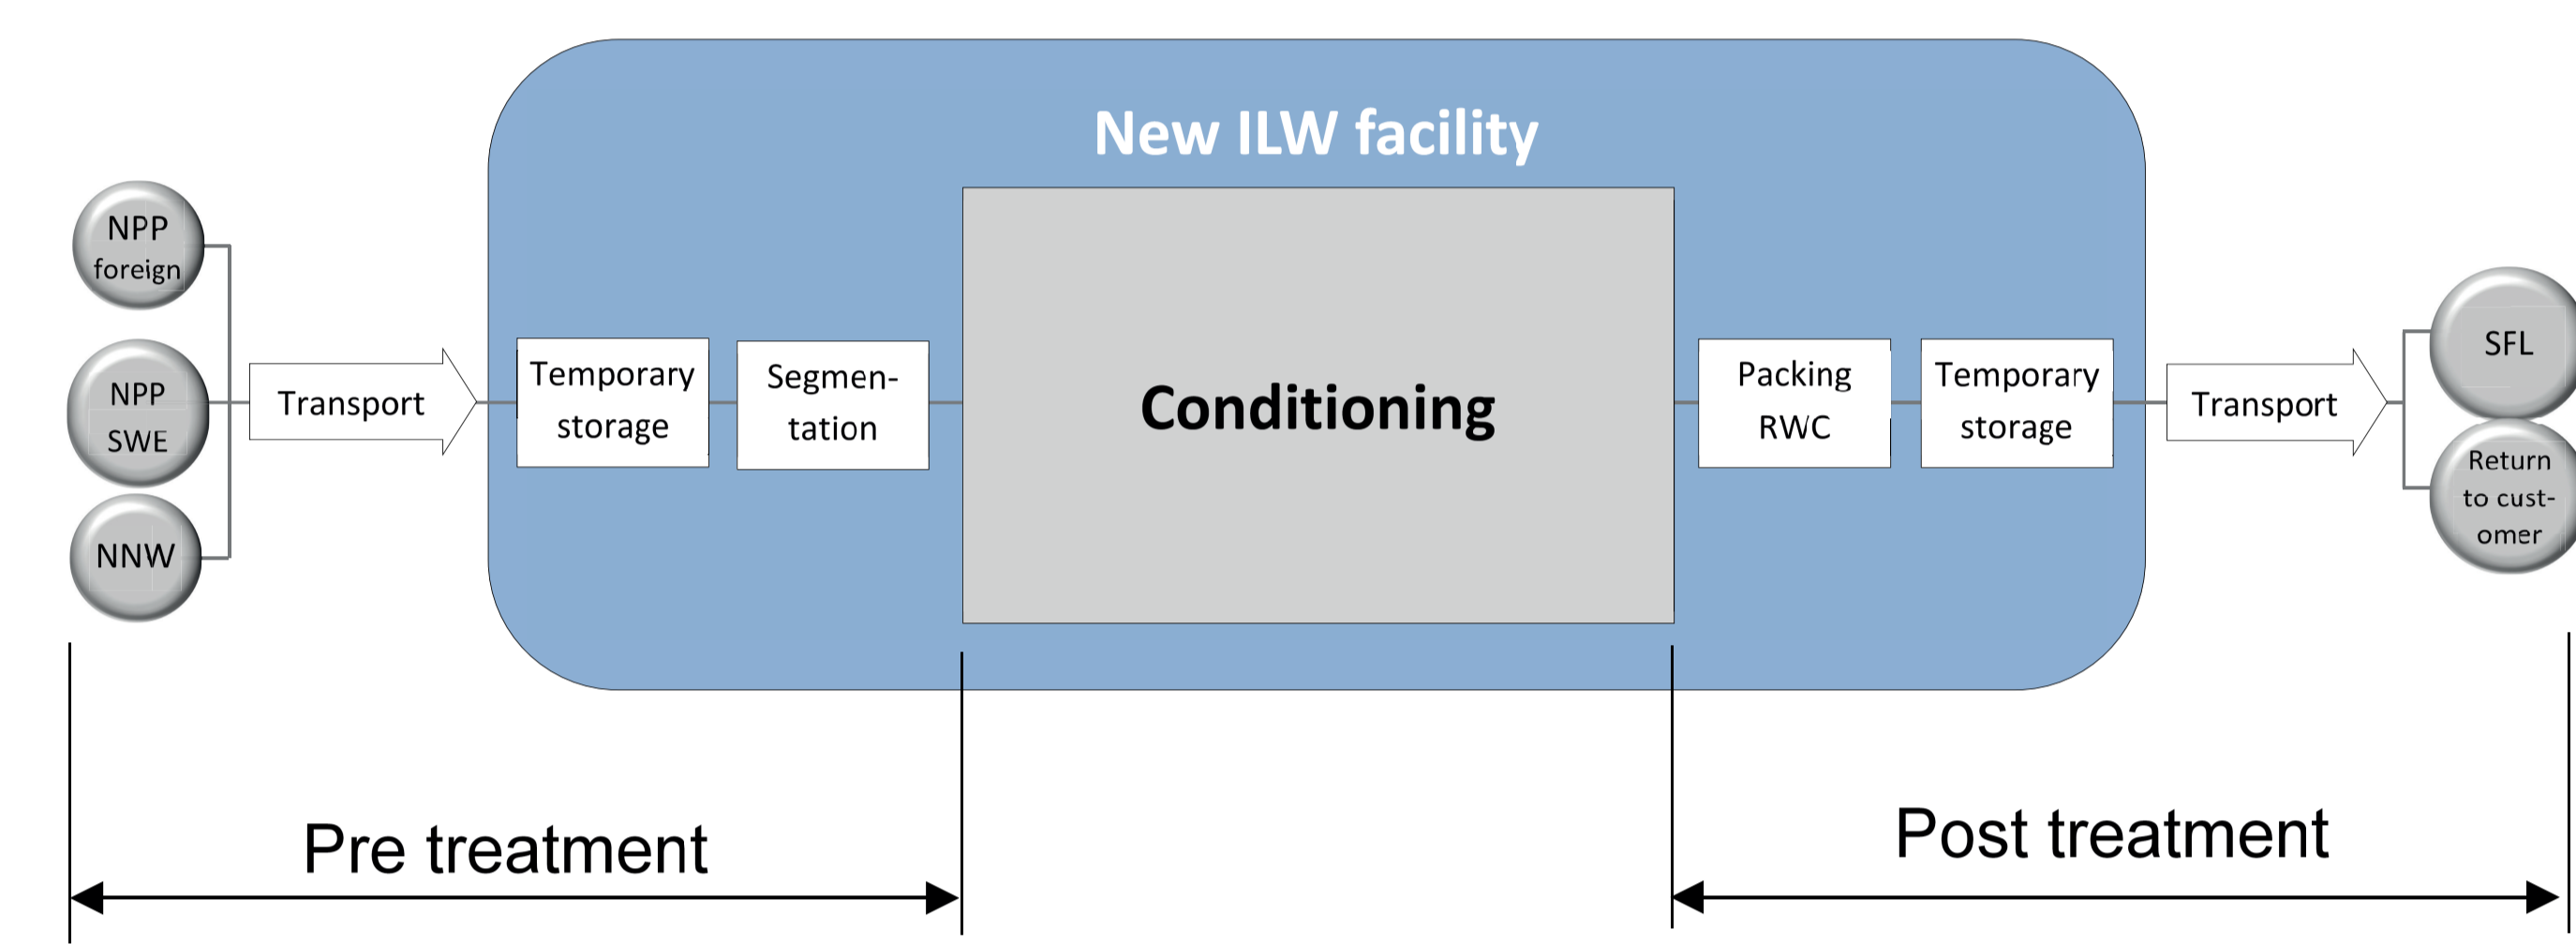 New ILW facility
NPP
foreign
NPP
SWE
NNW
Transport
Temporary
storage
Segmen-
tation
Conditioning
Packing
RWC
Temporary
storage
Transport
SFL
Return
to cust-
omer
Pre treatment
Post treatment